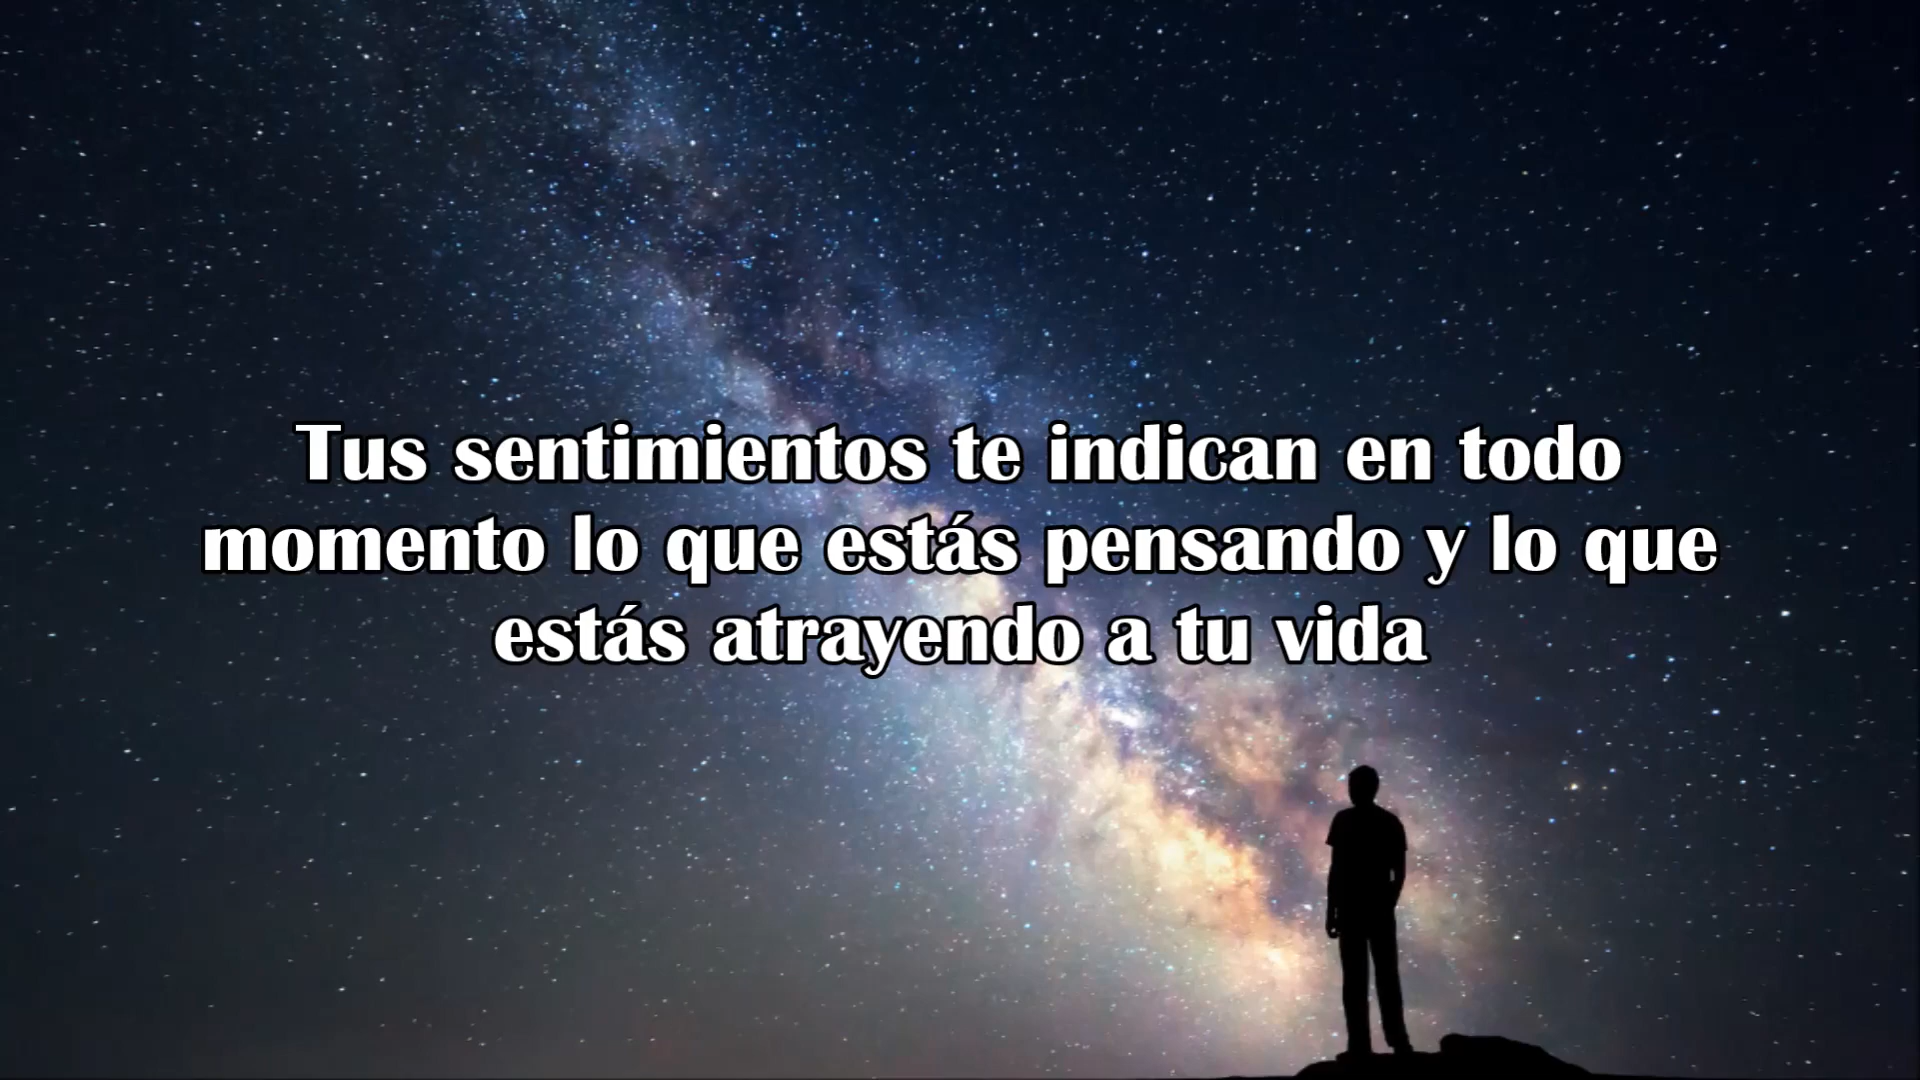 Tus sentimientos te indican en todo
momento lo que estás pensando y lo que
estás atrayendo a tu vida